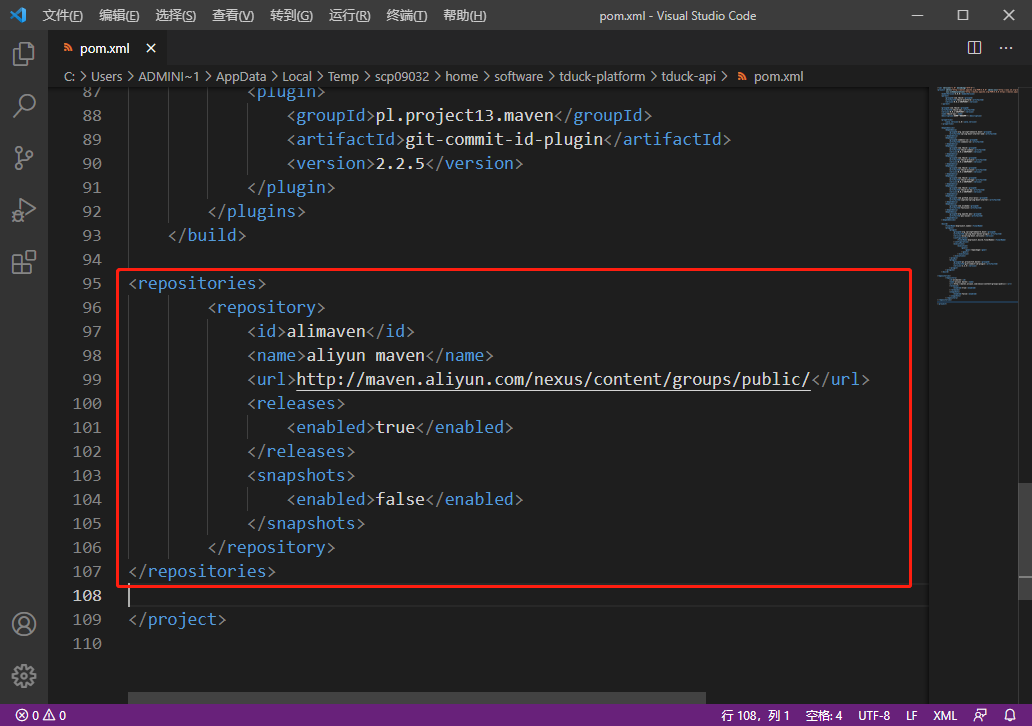 文件(F) 编辑(E) 选择(S) 查看(V) 转到(G) 运行(R) 终端(T) 帮助(H) pom.xml - Visual Studio Code
pom.xml
C: > Users > ADMINI~1 > AppData > Local > Temp > scp09032 > home > software > tduck-platform > tduck-api > pom.xml
87 <plugin>
88 <groupId>pl.project13.maven</groupId>
89 <artifactId>git-commit-id-plugin</artifactId>
90 <version>2.2.5</version>
91 </plugin>
92 </plugins>
93 </build>
94
95 <repositories>
96 <repository>
97 <id>alimaven</id>
98 <name>aliyun maven</name>
99 <url>http://maven.aliyun.com/nexus/content/groups/public/</url>
100 <releases>
101 <enabled>true</enabled>
102 </releases>
103 <snapshots>
104 <enabled>false</enabled>
105 </snapshots>
106 </repository>
107 </repositories>
108
109 </project>
110
0 0 行 108，列 1 空格: 4 UTF-8 LF XML